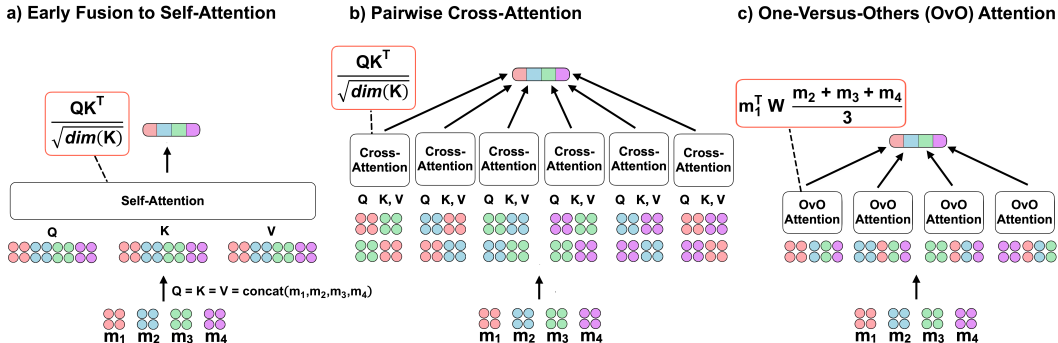 a) Early Fusion to Self-Attention
QK^T
√dim(K)
Self-Attention
Q K V
Q = K = V = concat(m₁,m₂,m₃,m₄)
m₁ m₂ m₃ m₄
b) Pairwise Cross-Attention
QK^T
√dim(K)
Cross-Attention Cross-Attention Cross-Attention Cross-Attention Cross-Attention Cross-Attention
Q K, V Q K, V Q K, V Q K, V Q K, V Q K, V
m₁ m₂ m₃ m₄
c) One-Versus-Others (OvO) Attention
m₁^T W (m₂ + m₃ + m₄)/3
OvO Attention OvO Attention OvO Attention OvO Attention
m₁ m₂ m₃ m₄